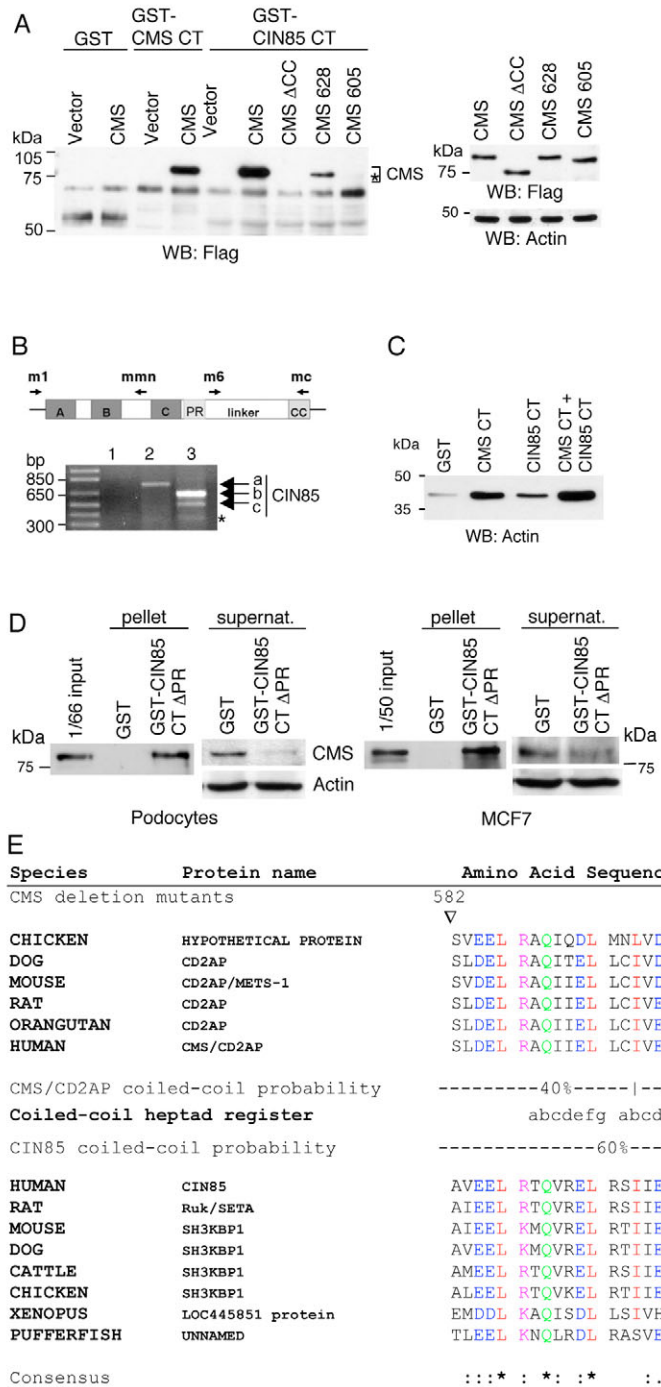 A
GST
GST-
CMS CT
GST-
CIN85 CT
Vector
CMS
Vector
CMS
Vector
CMS
CMS ΔCC
CMS 628
CMS 605
kDa
105
75
50
* CMS
WB: Flag
CMS
CMS ΔCC
CMS 628
CMS 605
kDa
75
WB: Flag
50
WB: Actin
B
m1 mmn m6 mc
A B C PR linker CC
bp 1 2 3
850
650
300
a
b
c
*
CIN85
C
kDa
GST
CMS CT
CIN85 CT
CMS CT +
CIN85 CT
50
35
WB: Actin
D
pellet supernat.
1/66 input
GST
GST-CIN85
CT ΔPR
GST
GST-CIN85
CT ΔPR
kDa
75
CMS
Actin
Podocytes
pellet supernat.
1/50 input
GST
GST-CIN85
CT ΔPR
GST
GST-CIN85
CT ΔPR
kDa
75
MCF7
E
Species Protein name Amino Acid Sequenc
CMS deletion mutants 582
CHICKEN HYPOTHETICAL PROTEIN SVEEL RAQIQDL MNLVD
DOG CD2AP SLDEL RAQITEL LCIVD
MOUSE CD2AP/METS-1 SVDEL RAQIIEL LCIVD
RAT CD2AP SLDEL RAQIIEL LCIVE
ORANGUTAN CD2AP SLDEL RAQIIEL LCIVE
HUMAN CMS/CD2AP SLDEL RAQIIEL LCIVE
CMS/CD2AP coiled-coil probability --------40%-----|-
Coiled-coil heptad register abcdefg abcd
CIN85 coiled-coil probability -------------60%--
HUMAN CIN85 AVEEL RTQVREL RSIIE
RAT Ruk/SETA AIEEL RTQVREL RSIIE
MOUSE SH3KBP1 AIEEL KMQVREL RTIIE
DOG SH3KBP1 AVEEL KMQVREL RTIIE
CATTLE SH3KBP1 AMEEL RTQVREL RSIIE
CHICKEN SH3KBP1 ALEEL RTQVKEL RTIIE
XENOPUS LOC445851 protein EMDDL KAQISDL LSIVH
PUFFERFISH UNNAMED TLEEL KNQLRDL RASVE
Consensus :::* : *: :* :.